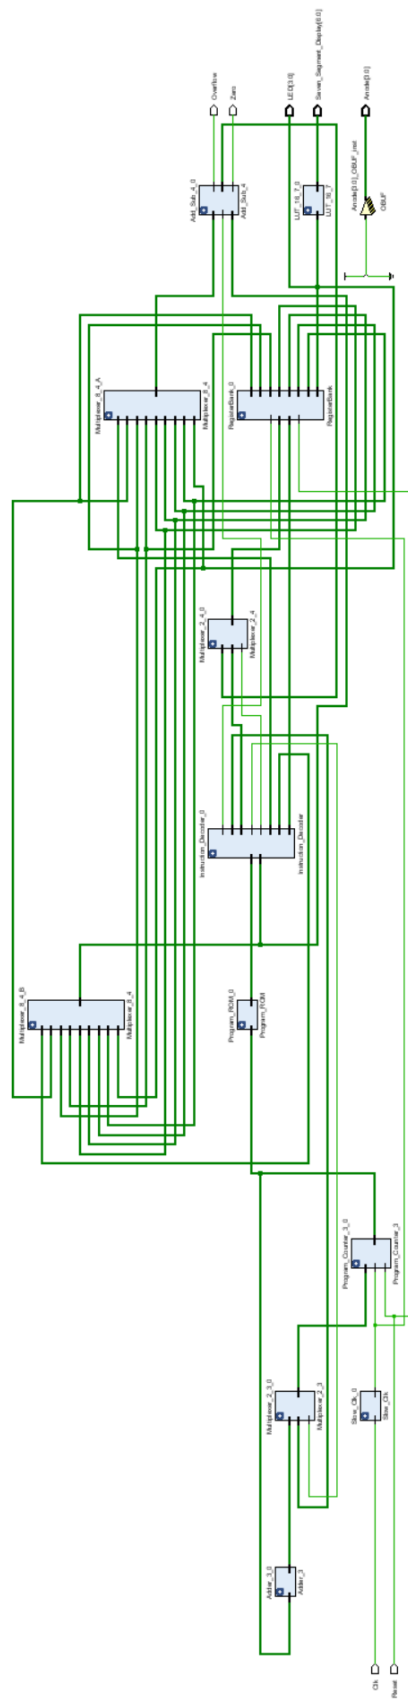 Overflow
Zero
LED[3:0]
Seven_Segment_Display[6:0]
Anode[3:0]
Add_Sub_4_0
Add_Sub_4
LUT_16_7_0
LUT_16_7
Anode[3:0]_OBUF_inst
OBUF
Multiplexer_8_4_A
Multiplexer_8_4
RegisterBank_0
RegisterBank
Multiplexer_2_4_0
Multiplexer_2_4
Instruction_Decoder_0
Instruction_Decoder
Multiplexer_8_4_B
Multiplexer_8_4
Program_ROM_0
Program_ROM
Program_Counter_3_0
Program_Counter_3
Multiplexer_2_3_0
Multiplexer_2_3
Slow_Clk_0
Slow_Clk
Adder_3_0
Adder_3
Clk
Reset